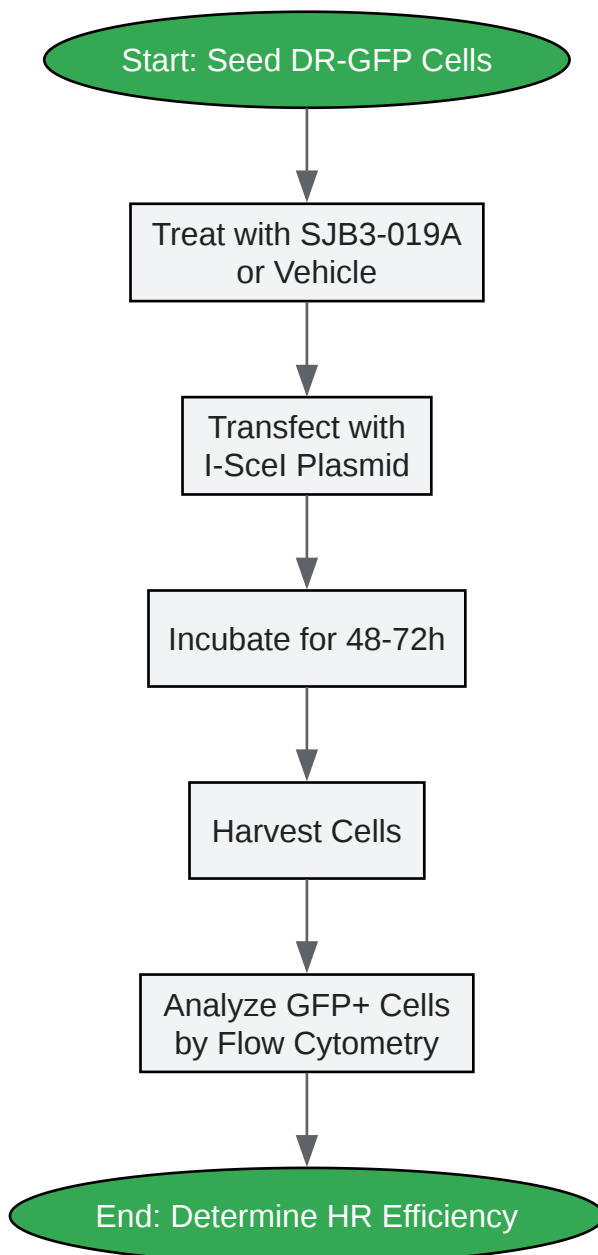 Start: Seed DR-GFP Cells
Treat with SJB3-019A
or Vehicle
Transfect with
I-SceI Plasmid
Incubate for 48-72h
Harvest Cells
Analyze GFP+ Cells
by Flow Cytometry
End: Determine HR Efficiency